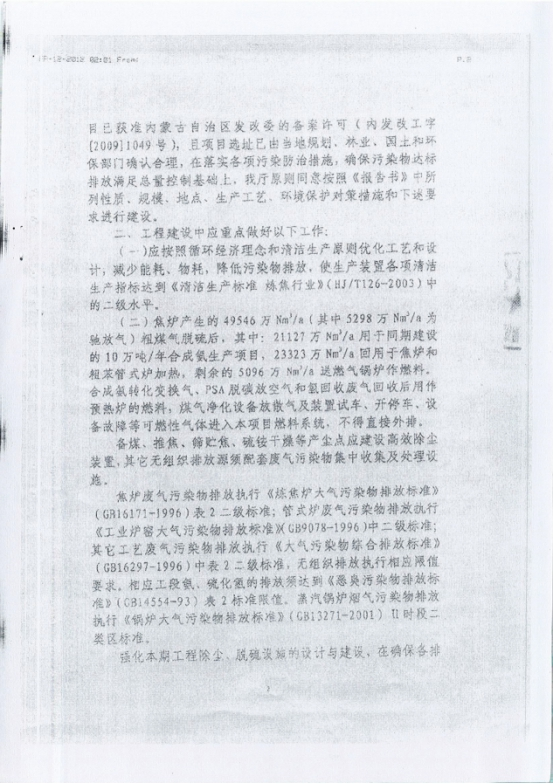 12-2012 02:01 From
目已获准内蒙古自治区发改委的备案许可（内发改工字
[2009]1049号），且项目选址已由当地规划、林业、国土和环
保部门确认合理，在落实各项污染防治措施，确保污染物达标
排放满足总量控制基础上，我厅原则同意按照《报告书》中所
列性质、规模、地点、生产工艺、环境保护对策措施和下述要
求进行建设。
二、工程建设中应重点做好以下工作:
(一)应按照循环经济理念和清洁生产原则优化工艺和设
计，减少能耗、物耗，降低污染物排放，使生产装置各项清洁
生产指标达到《清洁生产标准 炼焦行业》(HJ/T126-2003)中
的二级水平。
(二)焦炉产生的49546万Nm³/a(其中5298万Nm³/a为
驰放气)粗煤气脱硫后，其中: 21127万Nm³/a用于同期建设
的10万吨/年合成氨生产项目，23323万Nm³/a回用于焦炉和
粗苯管式炉加热，剩余的5096万Nm³/a送燃气锅炉作燃料。
合成氨转化变换气、PSA脱碳放空气和氢回收废气回收后用作
预热炉的燃料，煤气净化设备放散气及装置试车、开停车、设
备故障等可燃性气体进入本项目燃料系统，不得直接外排。
备煤、推焦、筛贮焦、硫铵干燥等产尘点应建设高效除尘
装置，其它无组织排放源须配套废气污染物集中收集及处理设
施。
焦炉废气污染物排放执行《炼焦炉大气污染物排放标准》
(GB16171-1996)表2二级标准；管式炉废气污染物排放执行
《工业炉窑大气污染物排放标准》(GB9078-1996)中二级标准；
其它工艺废气污染物排放执行《大气污染物综合排放标准》
(GB16297-1996)中表2二级标准，无组织排放执行相应限值
要求。相应工段氨、硫化氢的排放须达到《恶臭污染物排放标
准》(GB14554-93)表2标准限值。蒸汽锅炉烟气污染物排放
执行《锅炉大气污染物排放标准》(GB13271-2001)Ⅱ时段二
类区标准。
强化本期工程除尘、脱硫设施的设计与建设，在确保各排